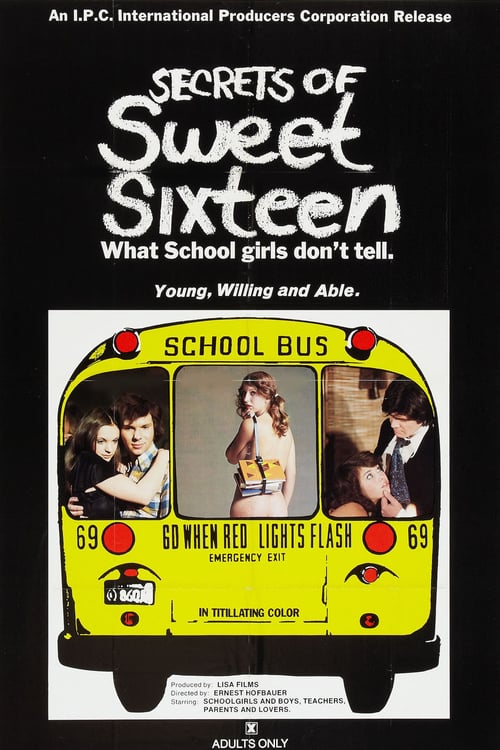 An I.P.C. International Producers Corporation Release
SECRETS OF
Sweet
Sixteen
What School girls don't tell.
Young, Willing and Able.
SCHOOL BUS
69 GO WHEN RED LIGHTS FLASH 69
EMERGENCY EXIT
IN TITILLATING COLOR
Produced by: LISA FILMS
Directed by: ERNEST HOFBAUER
Starring: SCHOOLGIRLS AND BOYS, TEACHERS,
PARENTS AND LOVERS.
X
ADULTS ONLY